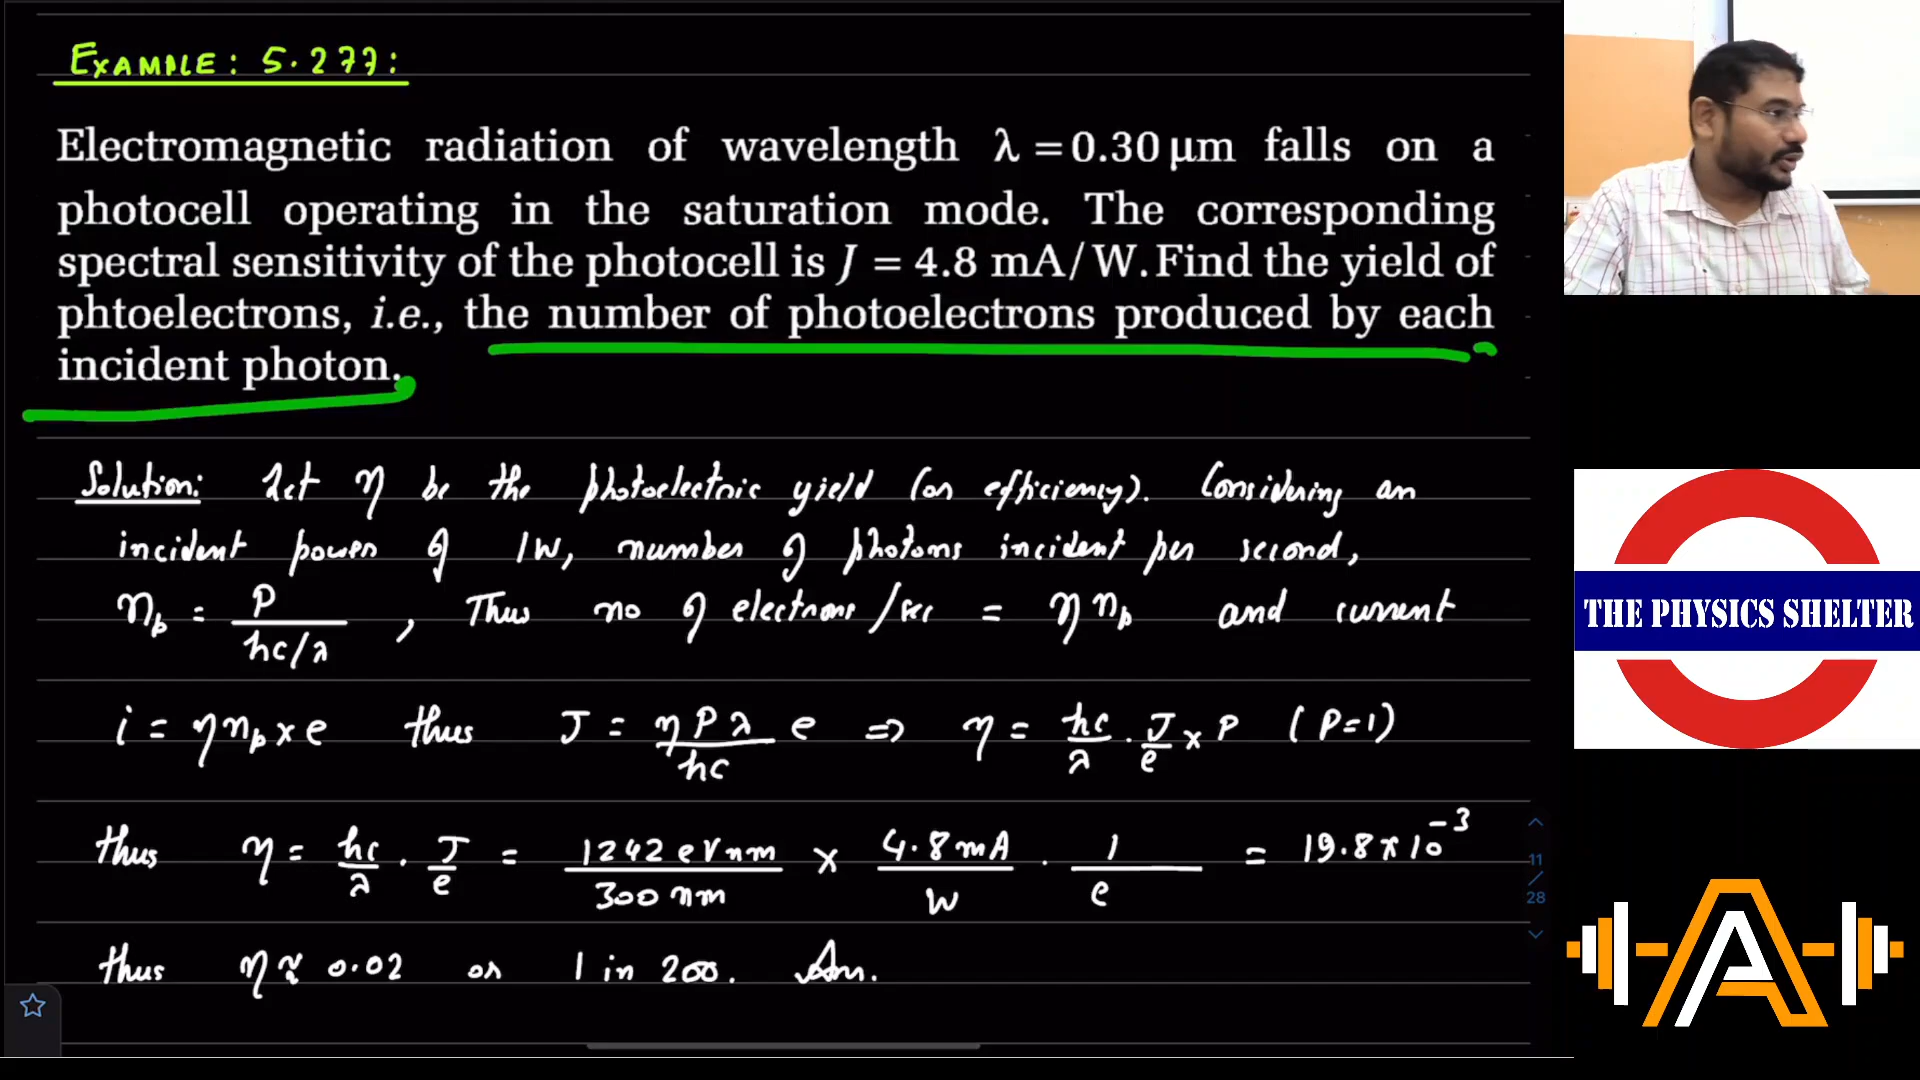 EXAMPLE: 5.277:
Electromagnetic radiation of wavelength λ = 0.30 μm falls on a
photocell operating in the saturation mode. The corresponding
spectral sensitivity of the photocell is J = 4.8 mA/W. Find the yield of
phtoelectrons, i.e., the number of photoelectrons produced by each
incident photon.
Solution: Let η be the photoelectric yield (or efficiency). Considering an
incident power of 1W, number of photons incident per second,
n_p = P / (hc/λ) , Thus no of electrons/sec = η n_p and current
i = η n_p × e thus J = (η P λ / hc) e ⇒ η = hc/λ · J/e × P (P=1)
thus η = hc/λ · J/e = 1242 eV nm / 300 nm × 4.8 mA / W · 1/e = 19.8 × 10⁻³
thus η ≈ 0.02 or 1 in 200. Ans.
11
/
28
THE PHYSICS SHELTER
A